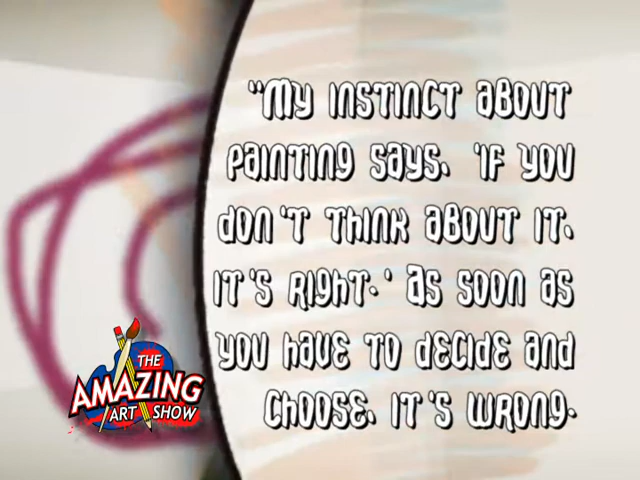 "My instinct about
painting says, 'If you
don't think about it,
it's right.' As soon as
you have to decide and
choose, it's wrong.
THE
AMAZING
ART SHOW